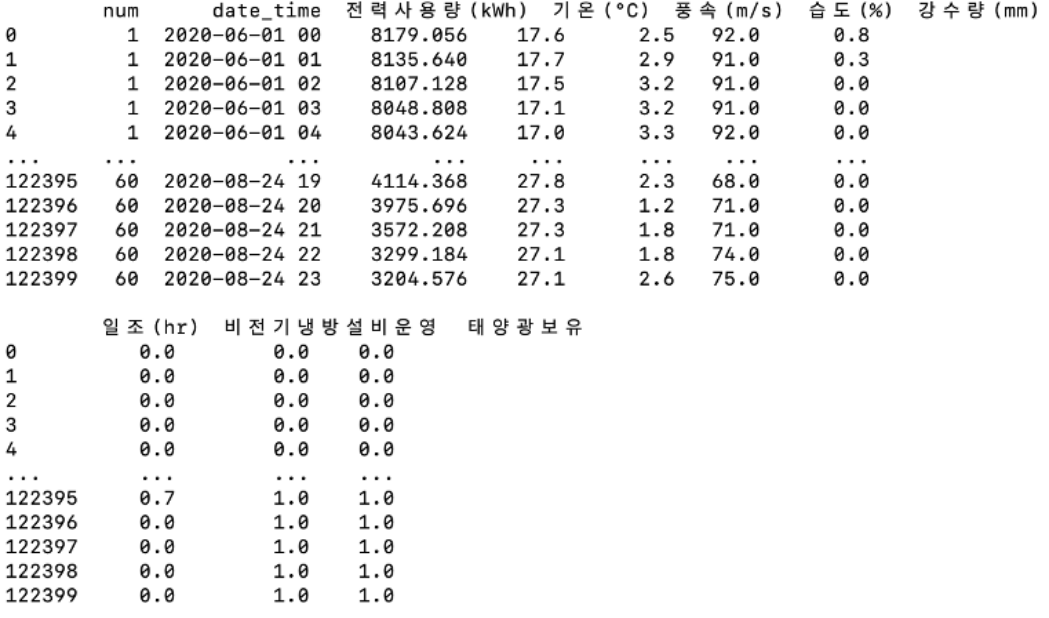 num date_time 전력사용량(kWh) 기온(°C) 풍속(m/s) 습도(%) 강수량(mm)
0 1 2020-06-01 00 8179.056 17.6 2.5 92.0 0.8
1 1 2020-06-01 01 8135.640 17.7 2.9 91.0 0.3
2 1 2020-06-01 02 8107.128 17.5 3.2 91.0 0.0
3 1 2020-06-01 03 8048.808 17.1 3.2 91.0 0.0
4 1 2020-06-01 04 8043.624 17.0 3.3 92.0 0.0
... ... ... ... ... ... ... ...
122395 60 2020-08-24 19 4114.368 27.8 2.3 68.0 0.0
122396 60 2020-08-24 20 3975.696 27.3 1.2 71.0 0.0
122397 60 2020-08-24 21 3572.208 27.3 1.8 71.0 0.0
122398 60 2020-08-24 22 3299.184 27.1 1.8 74.0 0.0
122399 60 2020-08-24 23 3204.576 27.1 2.6 75.0 0.0
일조(hr) 비전기냉방설비운영 태양광보유
0 0.0 0.0 0.0
1 0.0 0.0 0.0
2 0.0 0.0 0.0
3 0.0 0.0 0.0
4 0.0 0.0 0.0
... ... ... ...
122395 0.7 1.0 1.0
122396 0.0 1.0 1.0
122397 0.0 1.0 1.0
122398 0.0 1.0 1.0
122399 0.0 1.0 1.0